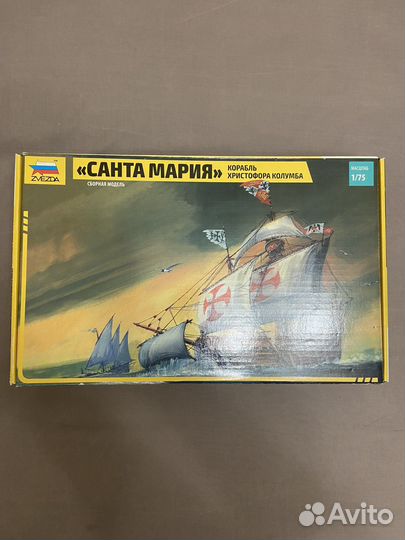 ZVEZDA
«САНТА МАРИЯ»
СБОРНАЯ МОДЕЛЬ
КОРАБЛЬ
ХРИСТОФОРА КОЛУМБА
МАСШТАБ
1/75
Avito